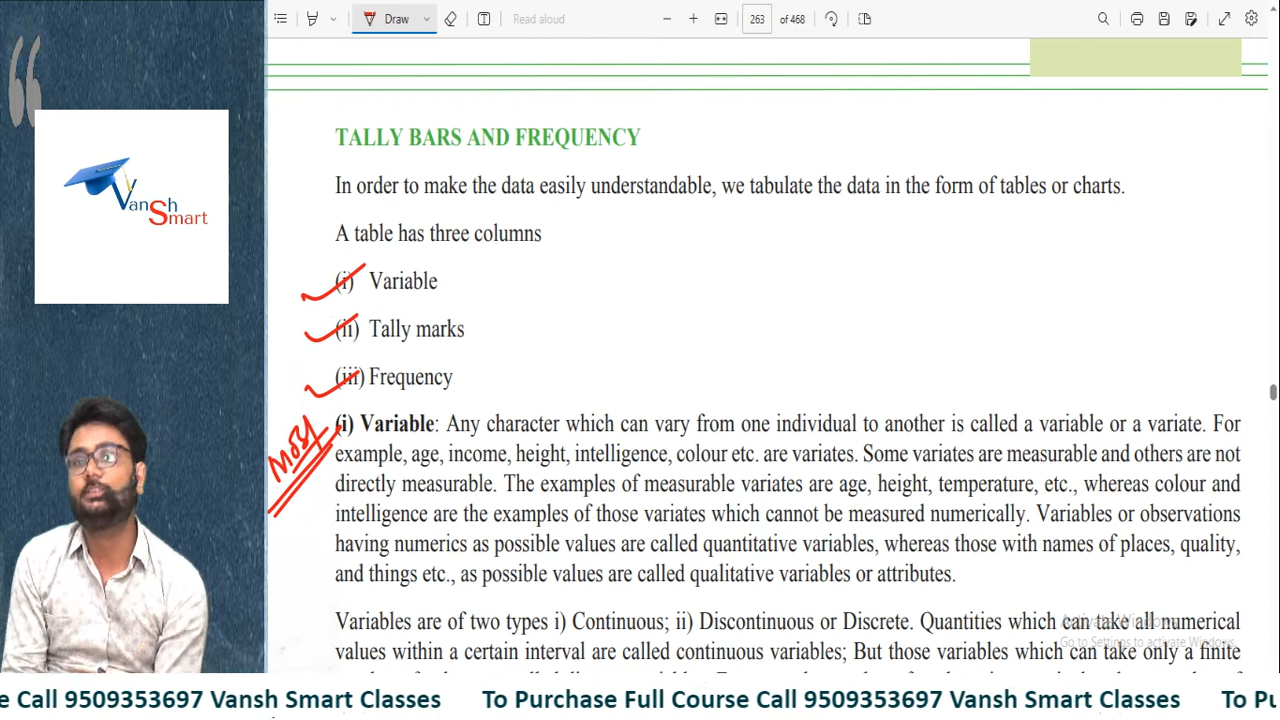 Draw
Read aloud
263 of 468
Vansh
Smart
TALLY BARS AND FREQUENCY
In order to make the data easily understandable, we tabulate the data in the form of tables or charts.
A table has three columns
(i) Variable
(ii) Tally marks
(iii) Frequency
Most
(i) Variable: Any character which can vary from one individual to another is called a variable or a variate. For
example, age, income, height, intelligence, colour etc. are variates. Some variates are measurable and others are not
directly measurable. The examples of measurable variates are age, height, temperature, etc., whereas colour and
intelligence are the examples of those variates which cannot be measured numerically. Variables or observations
having numerics as possible values are called quantitative variables, whereas those with names of places, quality,
and things etc., as possible values are called qualitative variables or attributes.
Variables are of two types i) Continuous; ii) Discontinuous or Discrete. Quantities which can take all numerical
values within a certain interval are called continuous variables; But those variables which can take only a finite
Activate Windows
Go to Settings to activate Windows.
e Call 9509353697 Vansh Smart Classes To Purchase Full Course Call 9509353697 Vansh Smart Classes To Pu